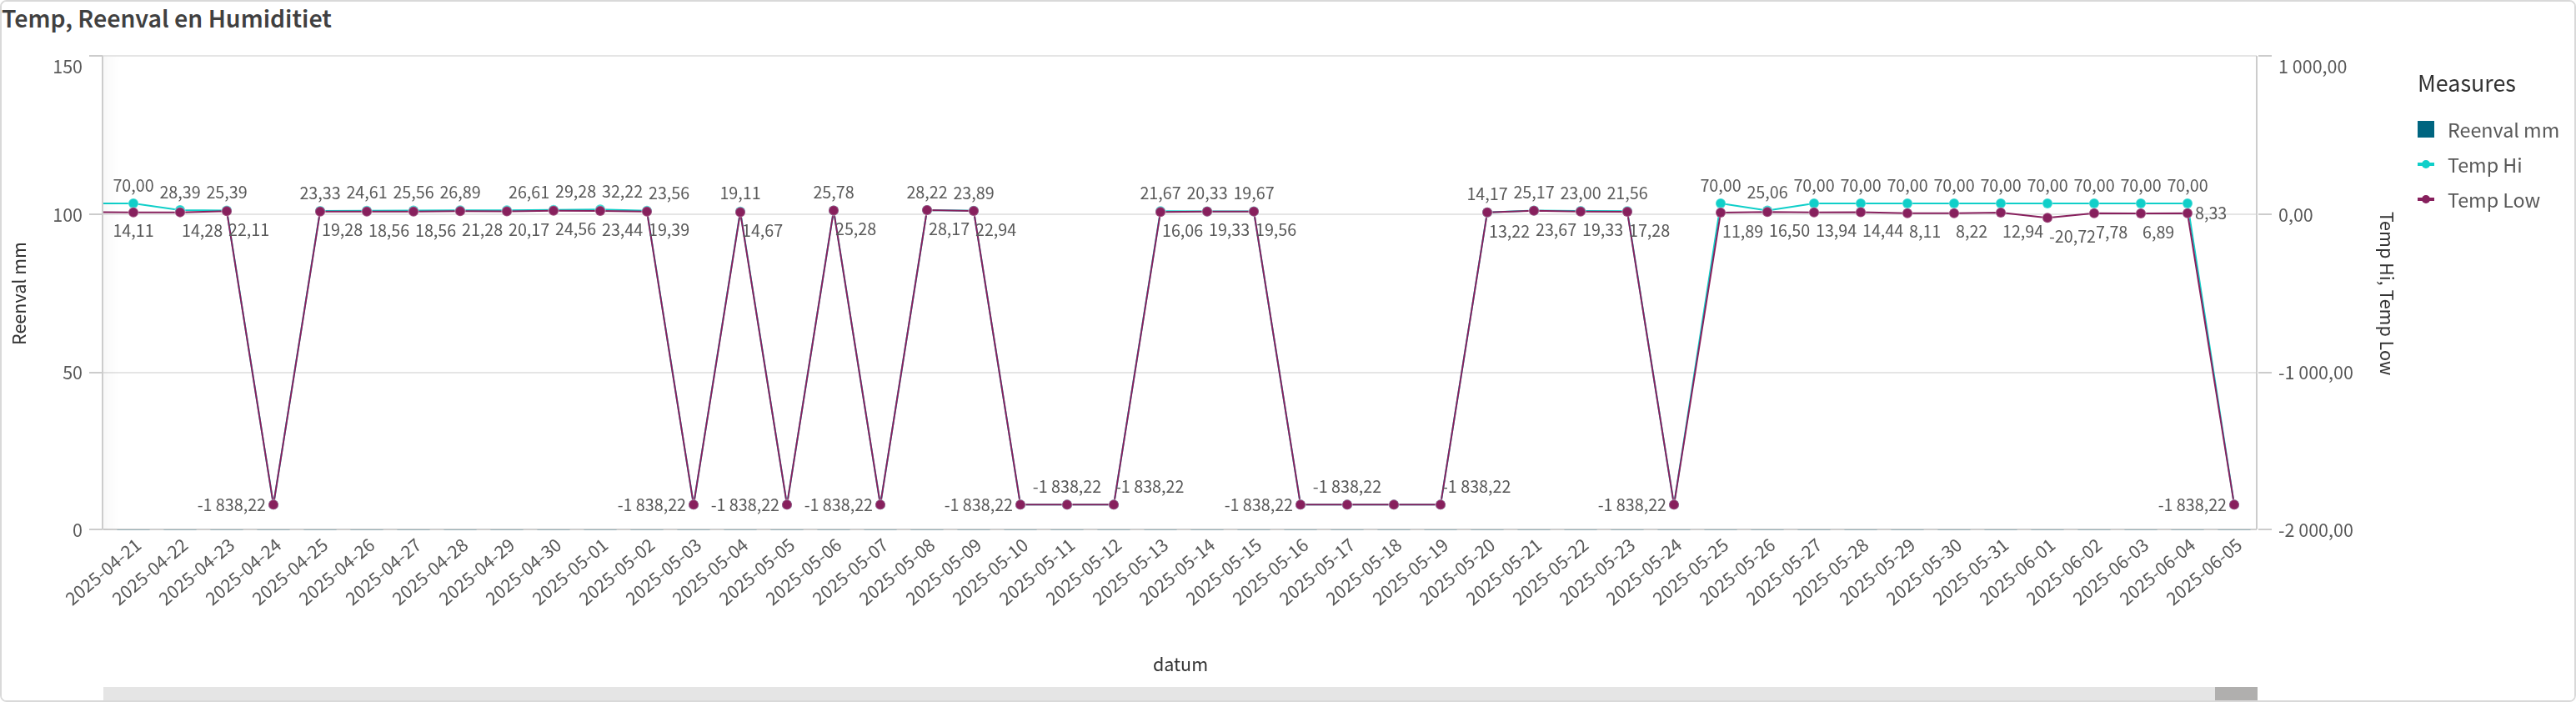 Temp, Reenval en Humiditiet
150
100
50
0
Reenval mm
1 000,00
0,00
-1 000,00
-2 000,00
Temp Hi, Temp Low
Measures
Reenval mm
Temp Hi
Temp Low
70,00 28,39 25,39 23,33 24,61 25,56 26,89 26,61 29,28 32,22 23,56 19,11 25,78 28,22 23,89 21,67 20,33 19,67 14,17 25,17 23,00 21,56 70,00 25,06 70,00 70,00 70,00 70,00 70,00 70,00 70,00 70,00 70,00
14,11 14,28 22,11 19,28 18,56 18,56 21,28 20,17 24,56 23,44 19,39 14,67 25,28 28,17 22,94 16,06 19,33 19,56 13,22 23,67 19,33 17,28 11,89 16,50 13,94 14,44 8,11 8,22 12,94 -20,72 7,78 6,89 8,33
-1 838,22 -1 838,22 -1 838,22 -1 838,22 -1 838,22 -1 838,22 -1 838,22 -1 838,22 -1 838,22 -1 838,22 -1 838,22 -1 838,22
2025-04-21 2025-04-22 2025-04-23 2025-04-24 2025-04-25 2025-04-26 2025-04-27 2025-04-28 2025-04-29 2025-04-30 2025-05-01 2025-05-02 2025-05-03 2025-05-04 2025-05-05 2025-05-06 2025-05-07 2025-05-08 2025-05-09 2025-05-10 2025-05-11 2025-05-12 2025-05-13 2025-05-14 2025-05-15 2025-05-16 2025-05-17 2025-05-18 2025-05-19 2025-05-20 2025-05-21 2025-05-22 2025-05-23 2025-05-24 2025-05-25 2025-05-26 2025-05-27 2025-05-28 2025-05-29 2025-05-30 2025-05-31 2025-06-01 2025-06-02 2025-06-03 2025-06-04 2025-06-05
datum